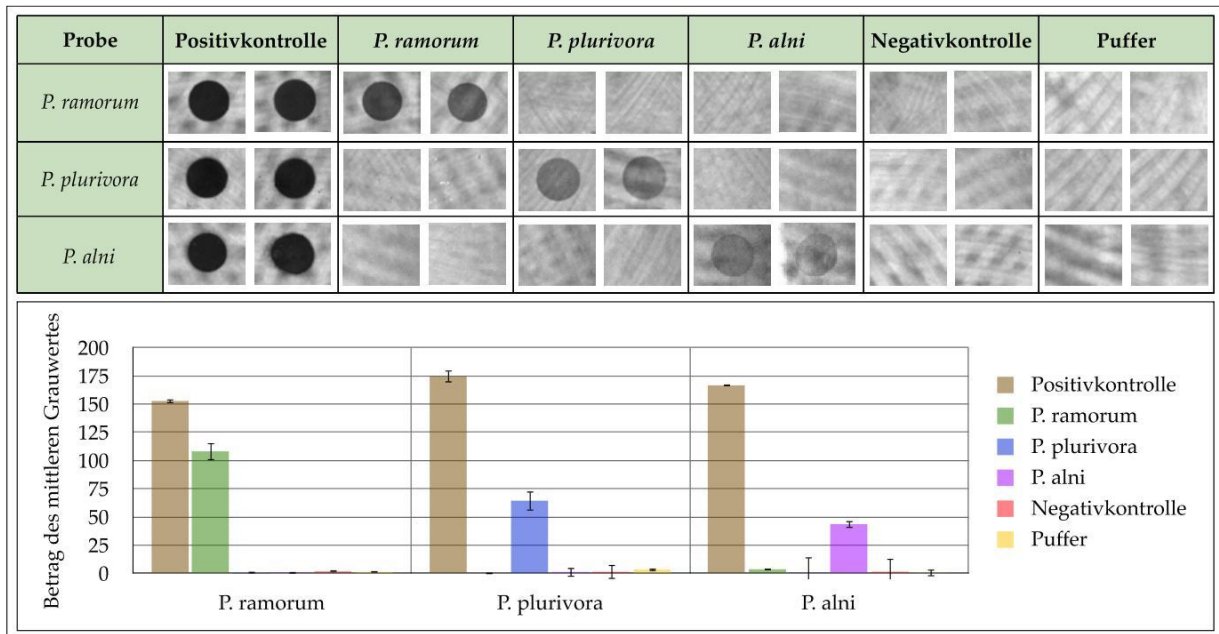 Probe Positivkontrolle P. ramorum P. plurivora P. alni Negativkontrolle Puffer
P. ramorum
P. plurivora
P. alni
Betrag des mittleren Grauwertes
200
175
150
125
100
75
50
25
0
P. ramorum P. plurivora P. alni
Positivkontrolle
P. ramorum
P. plurivora
P. alni
Negativkontrolle
Puffer